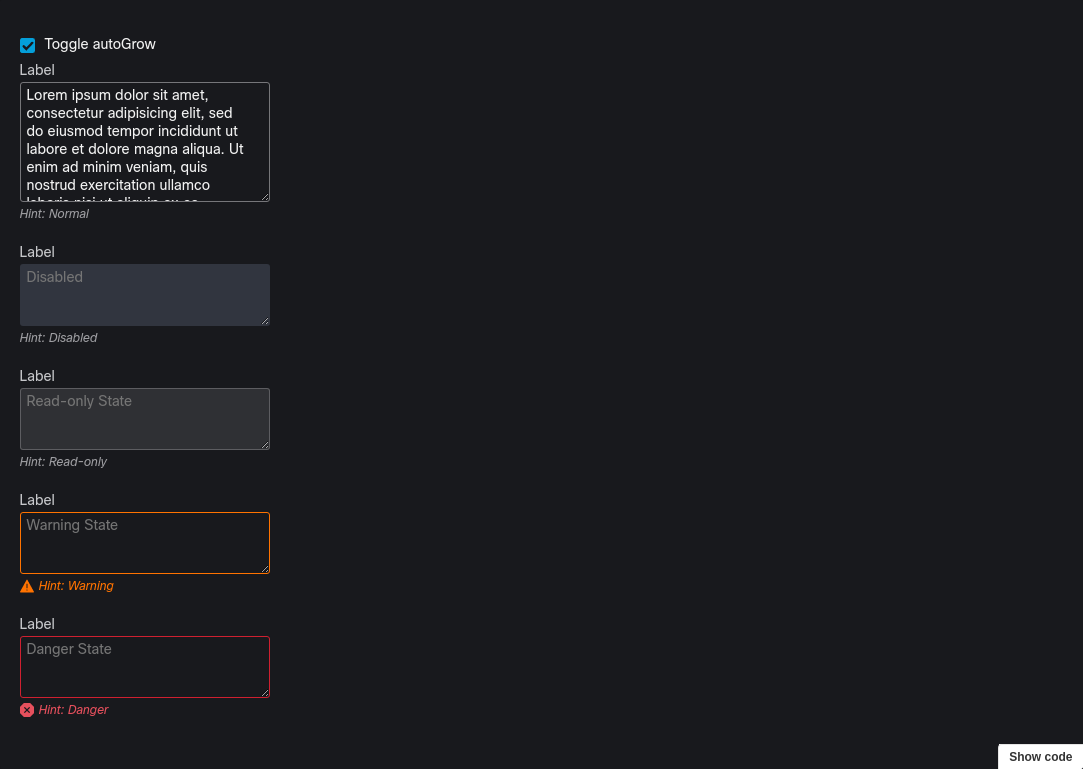 Toggle autoGrow
Label
Lorem ipsum dolor sit amet,
consectetur adipisicing elit, sed
do eiusmod tempor incididunt ut
labore et dolore magna aliqua. Ut
enim ad minim veniam, quis
nostrud exercitation ullamco
Hint: Normal
Label
Disabled
Hint: Disabled
Label
Read-only State
Hint: Read-only
Label
Warning State
Hint: Warning
Label
Danger State
Hint: Danger
Show code